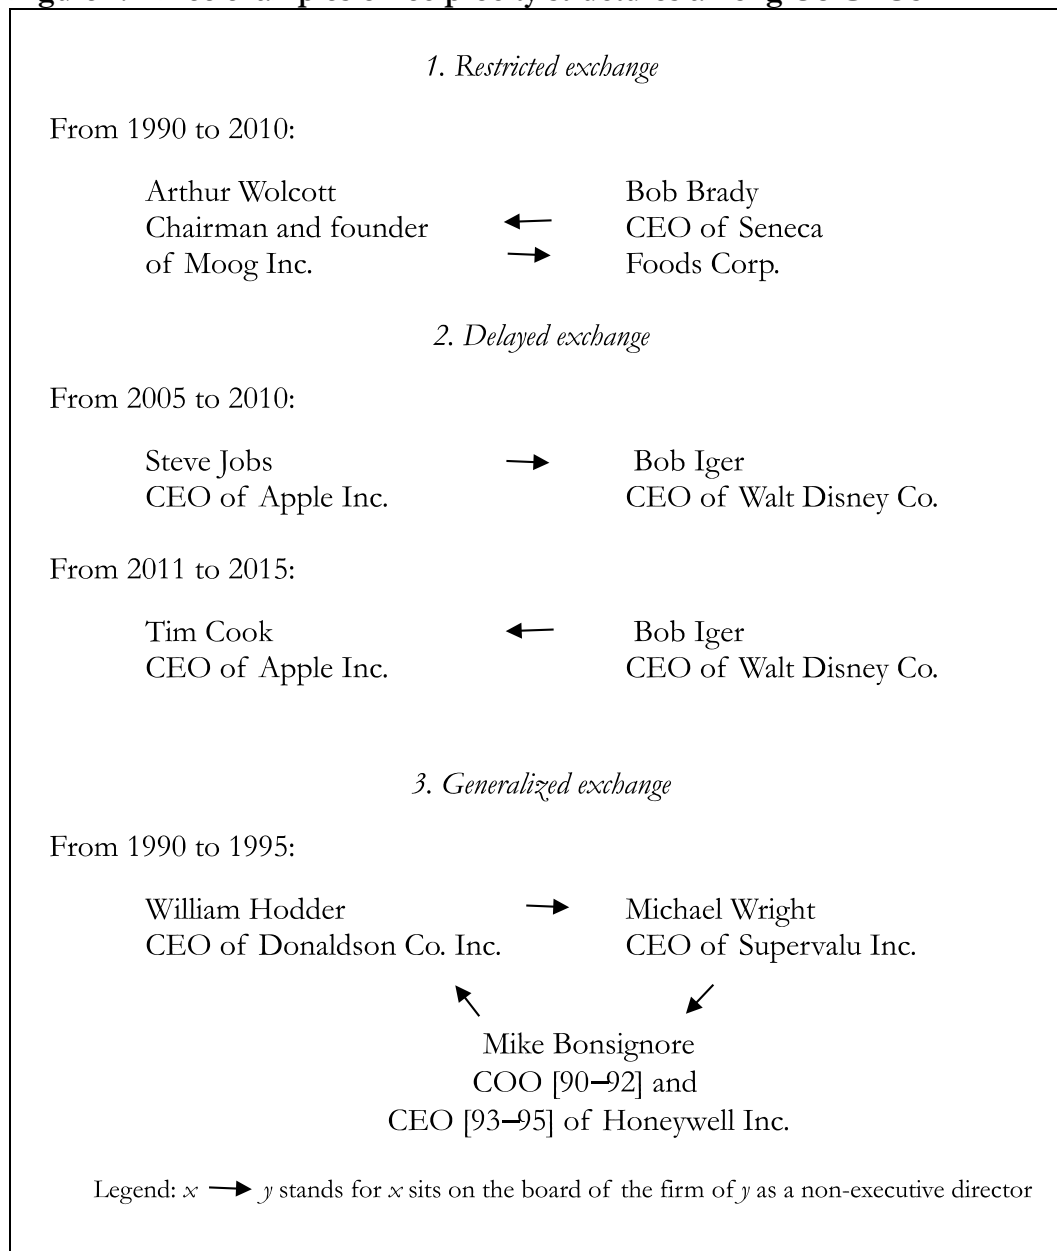 1. Restricted exchange
From 1990 to 2010:
Arthur Wolcott
Chairman and founder
of Moog Inc.
Bob Brady
CEO of Seneca
Foods Corp.
2. Delayed exchange
From 2005 to 2010:
Steve Jobs
CEO of Apple Inc.
Bob Iger
CEO of Walt Disney Co.
From 2011 to 2015:
Tim Cook
CEO of Apple Inc.
Bob Iger
CEO of Walt Disney Co.
3. Generalized exchange
From 1990 to 1995:
William Hodder
CEO of Donaldson Co. Inc.
Michael Wright
CEO of Supervalu Inc.
Mike Bonsignore
COO [90–92] and
CEO [93–95] of Honeywell Inc.
Legend: x → y stands for x sits on the board of the firm of y as a non-executive director